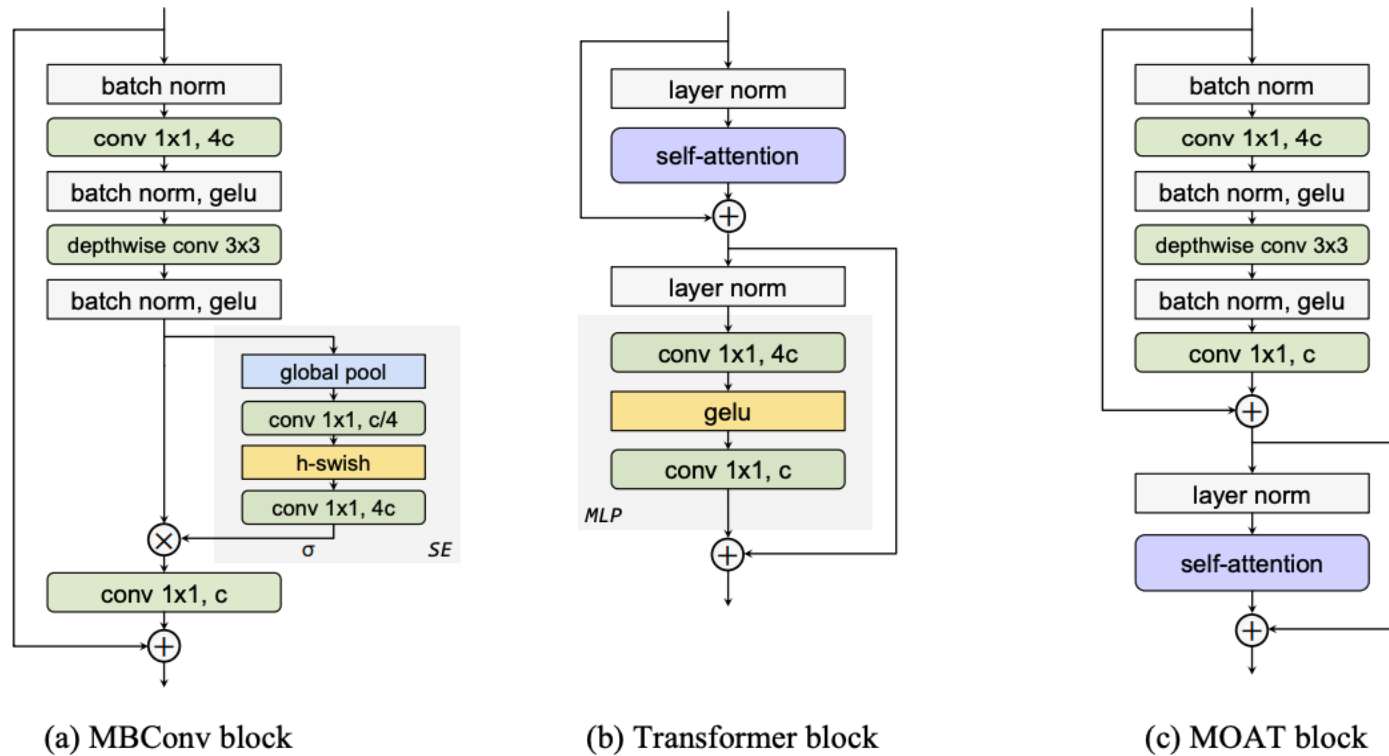 batch norm
conv 1x1, 4c
batch norm, gelu
depthwise conv 3x3
batch norm, gelu
global pool
conv 1x1, c/4
h-swish
conv 1x1, 4c
σ
SE
conv 1x1, c
(a) MBConv block
layer norm
self-attention
layer norm
conv 1x1, 4c
gelu
conv 1x1, c
MLP
(b) Transformer block
batch norm
conv 1x1, 4c
batch norm, gelu
depthwise conv 3x3
batch norm, gelu
conv 1x1, c
layer norm
self-attention
(c) MOAT block